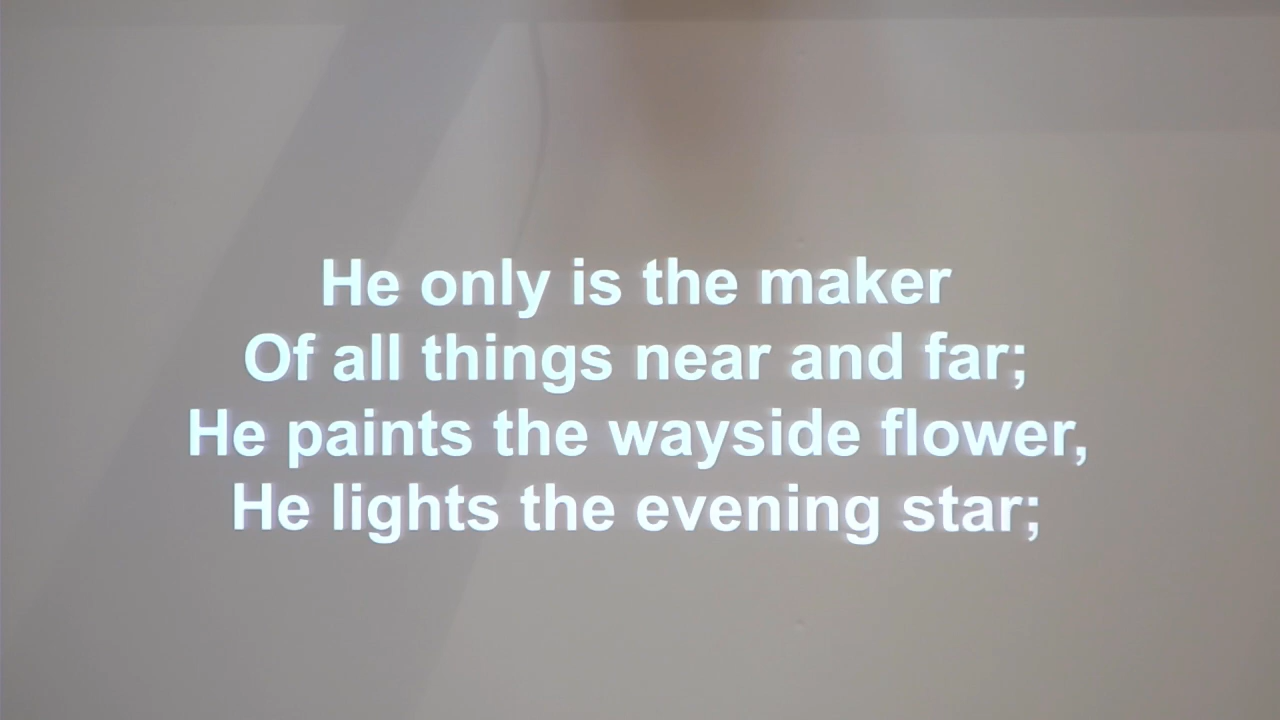 He only is the maker
Of all things near and far;
He paints the wayside flower,
He lights the evening star;